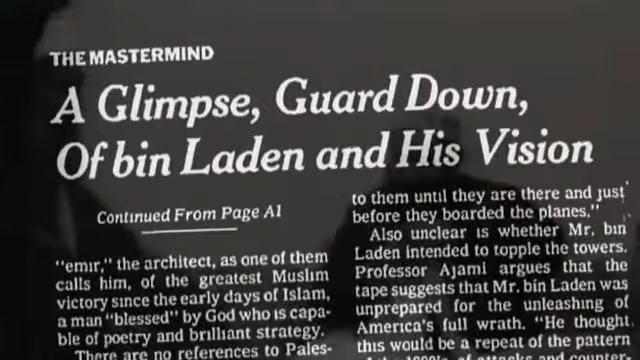 THE MASTERMIND
A Glimpse, Guard Down,
Of bin Laden and His Vision
Continued From Page A1
"emir," the architect, as one of them
calls him, of the greatest Muslim
victory since the early days of Islam,
a man "blessed" by God who is capa-
ble of poetry and brilliant strategy.
There are no references to Pales-
to them until they are there and just
before they boarded the planes."
Also unclear is whether Mr. bin
Laden intended to topple the towers.
Professor Ajami argues that the
tape suggests that Mr. bin Laden was
unprepared for the unleashing of
America's full wrath. "He thought
this would be a repeat of the pattern
of attacks and counter